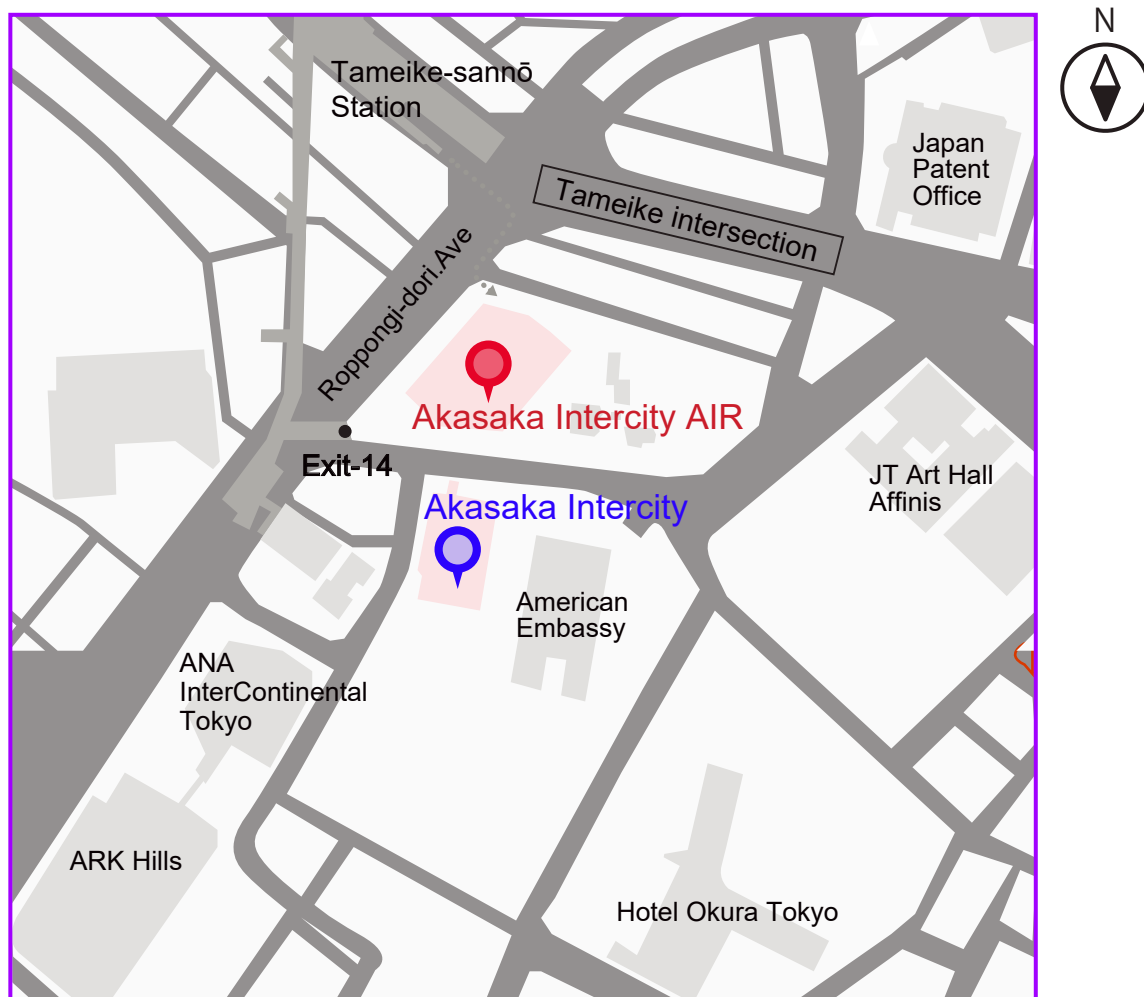 N
Tameike-sannō
Station
Japan
Patent
Office
Tameike intersection
Roppongi-dori.Ave
Akasaka Intercity AIR
Exit-14
JT Art Hall
Affinis
Akasaka Intercity
American
Embassy
ANA
InterContinental
Tokyo
ARK Hills
Hotel Okura Tokyo